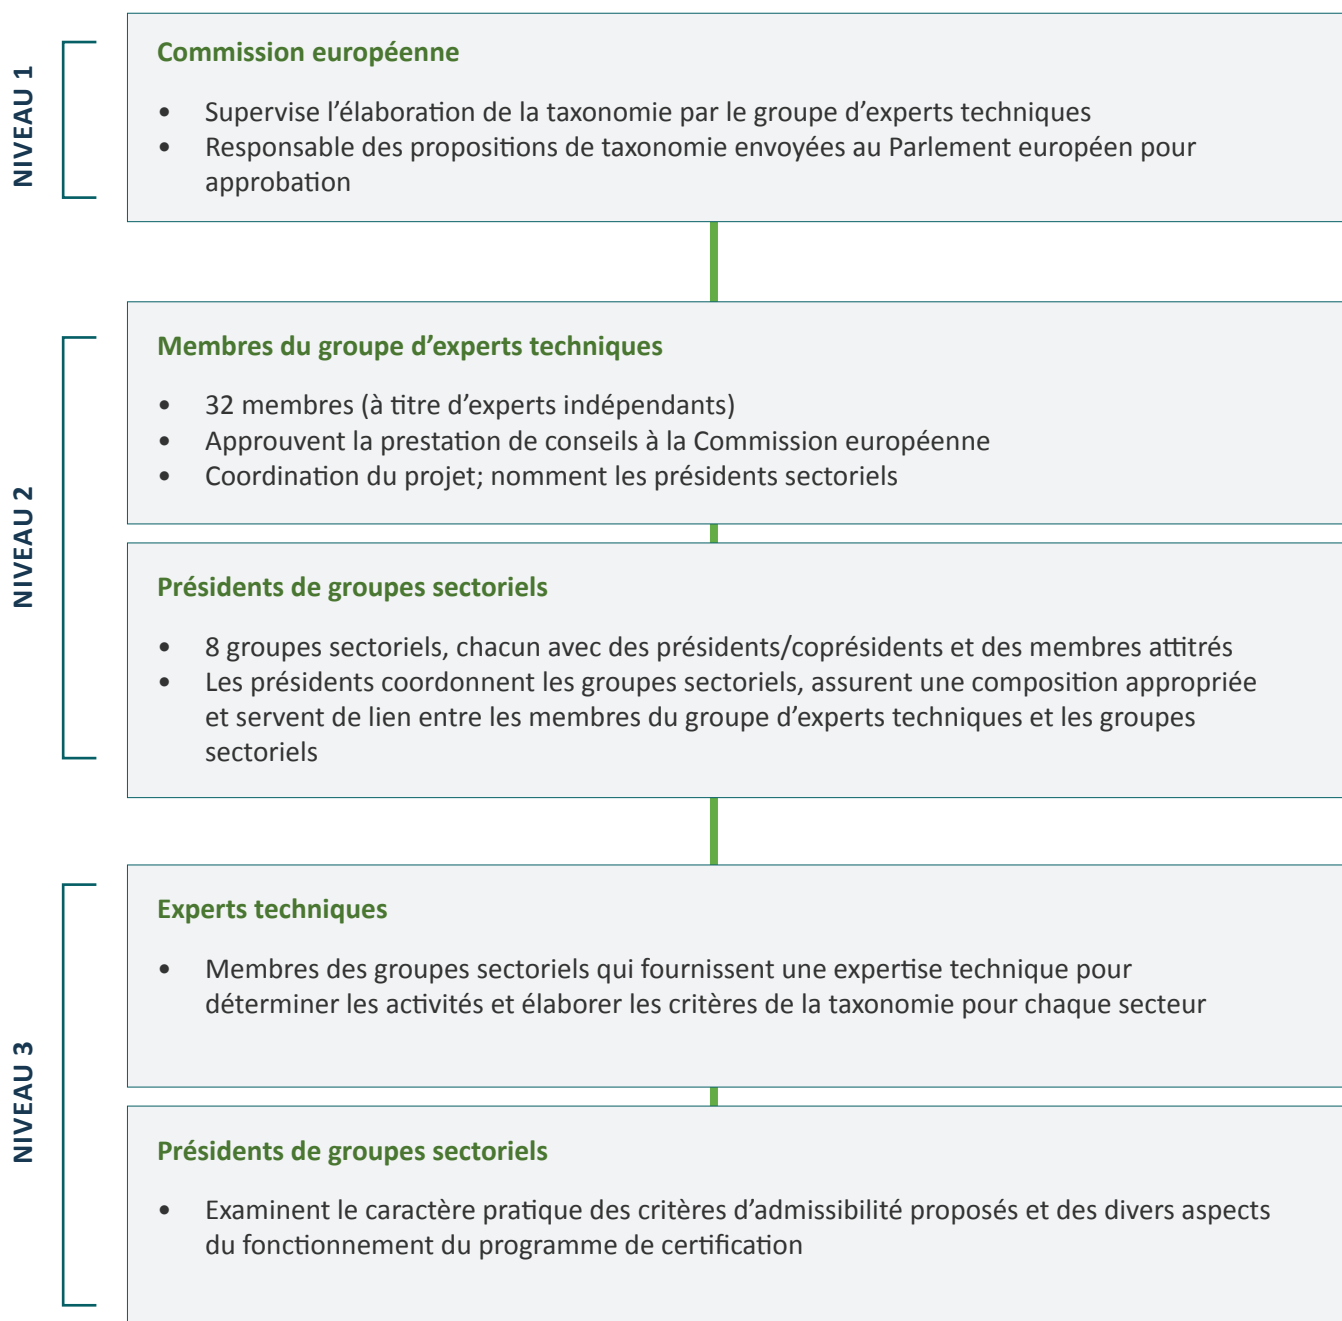 NIVEAU 1
Commission européenne
• Supervise l’élaboration de la taxonomie par le groupe d’experts techniques
• Responsable des propositions de taxonomie envoyées au Parlement européen pour
approbation
NIVEAU 2
Membres du groupe d’experts techniques
• 32 membres (à titre d’experts indépendants)
• Approuvent la prestation de conseils à la Commission européenne
• Coordination du projet; nomment les présidents sectoriels
Présidents de groupes sectoriels
• 8 groupes sectoriels, chacun avec des présidents/coprésidents et des membres attitrés
• Les présidents coordonnent les groupes sectoriels, assurent une composition appropriée
et servent de lien entre les membres du groupe d’experts techniques et les groupes
sectoriels
NIVEAU 3
Experts techniques
• Membres des groupes sectoriels qui fournissent une expertise technique pour
déterminer les activités et élaborer les critères de la taxonomie pour chaque secteur
Présidents de groupes sectoriels
• Examinent le caractère pratique des critères d’admissibilité proposés et des divers aspects
du fonctionnement du programme de certification